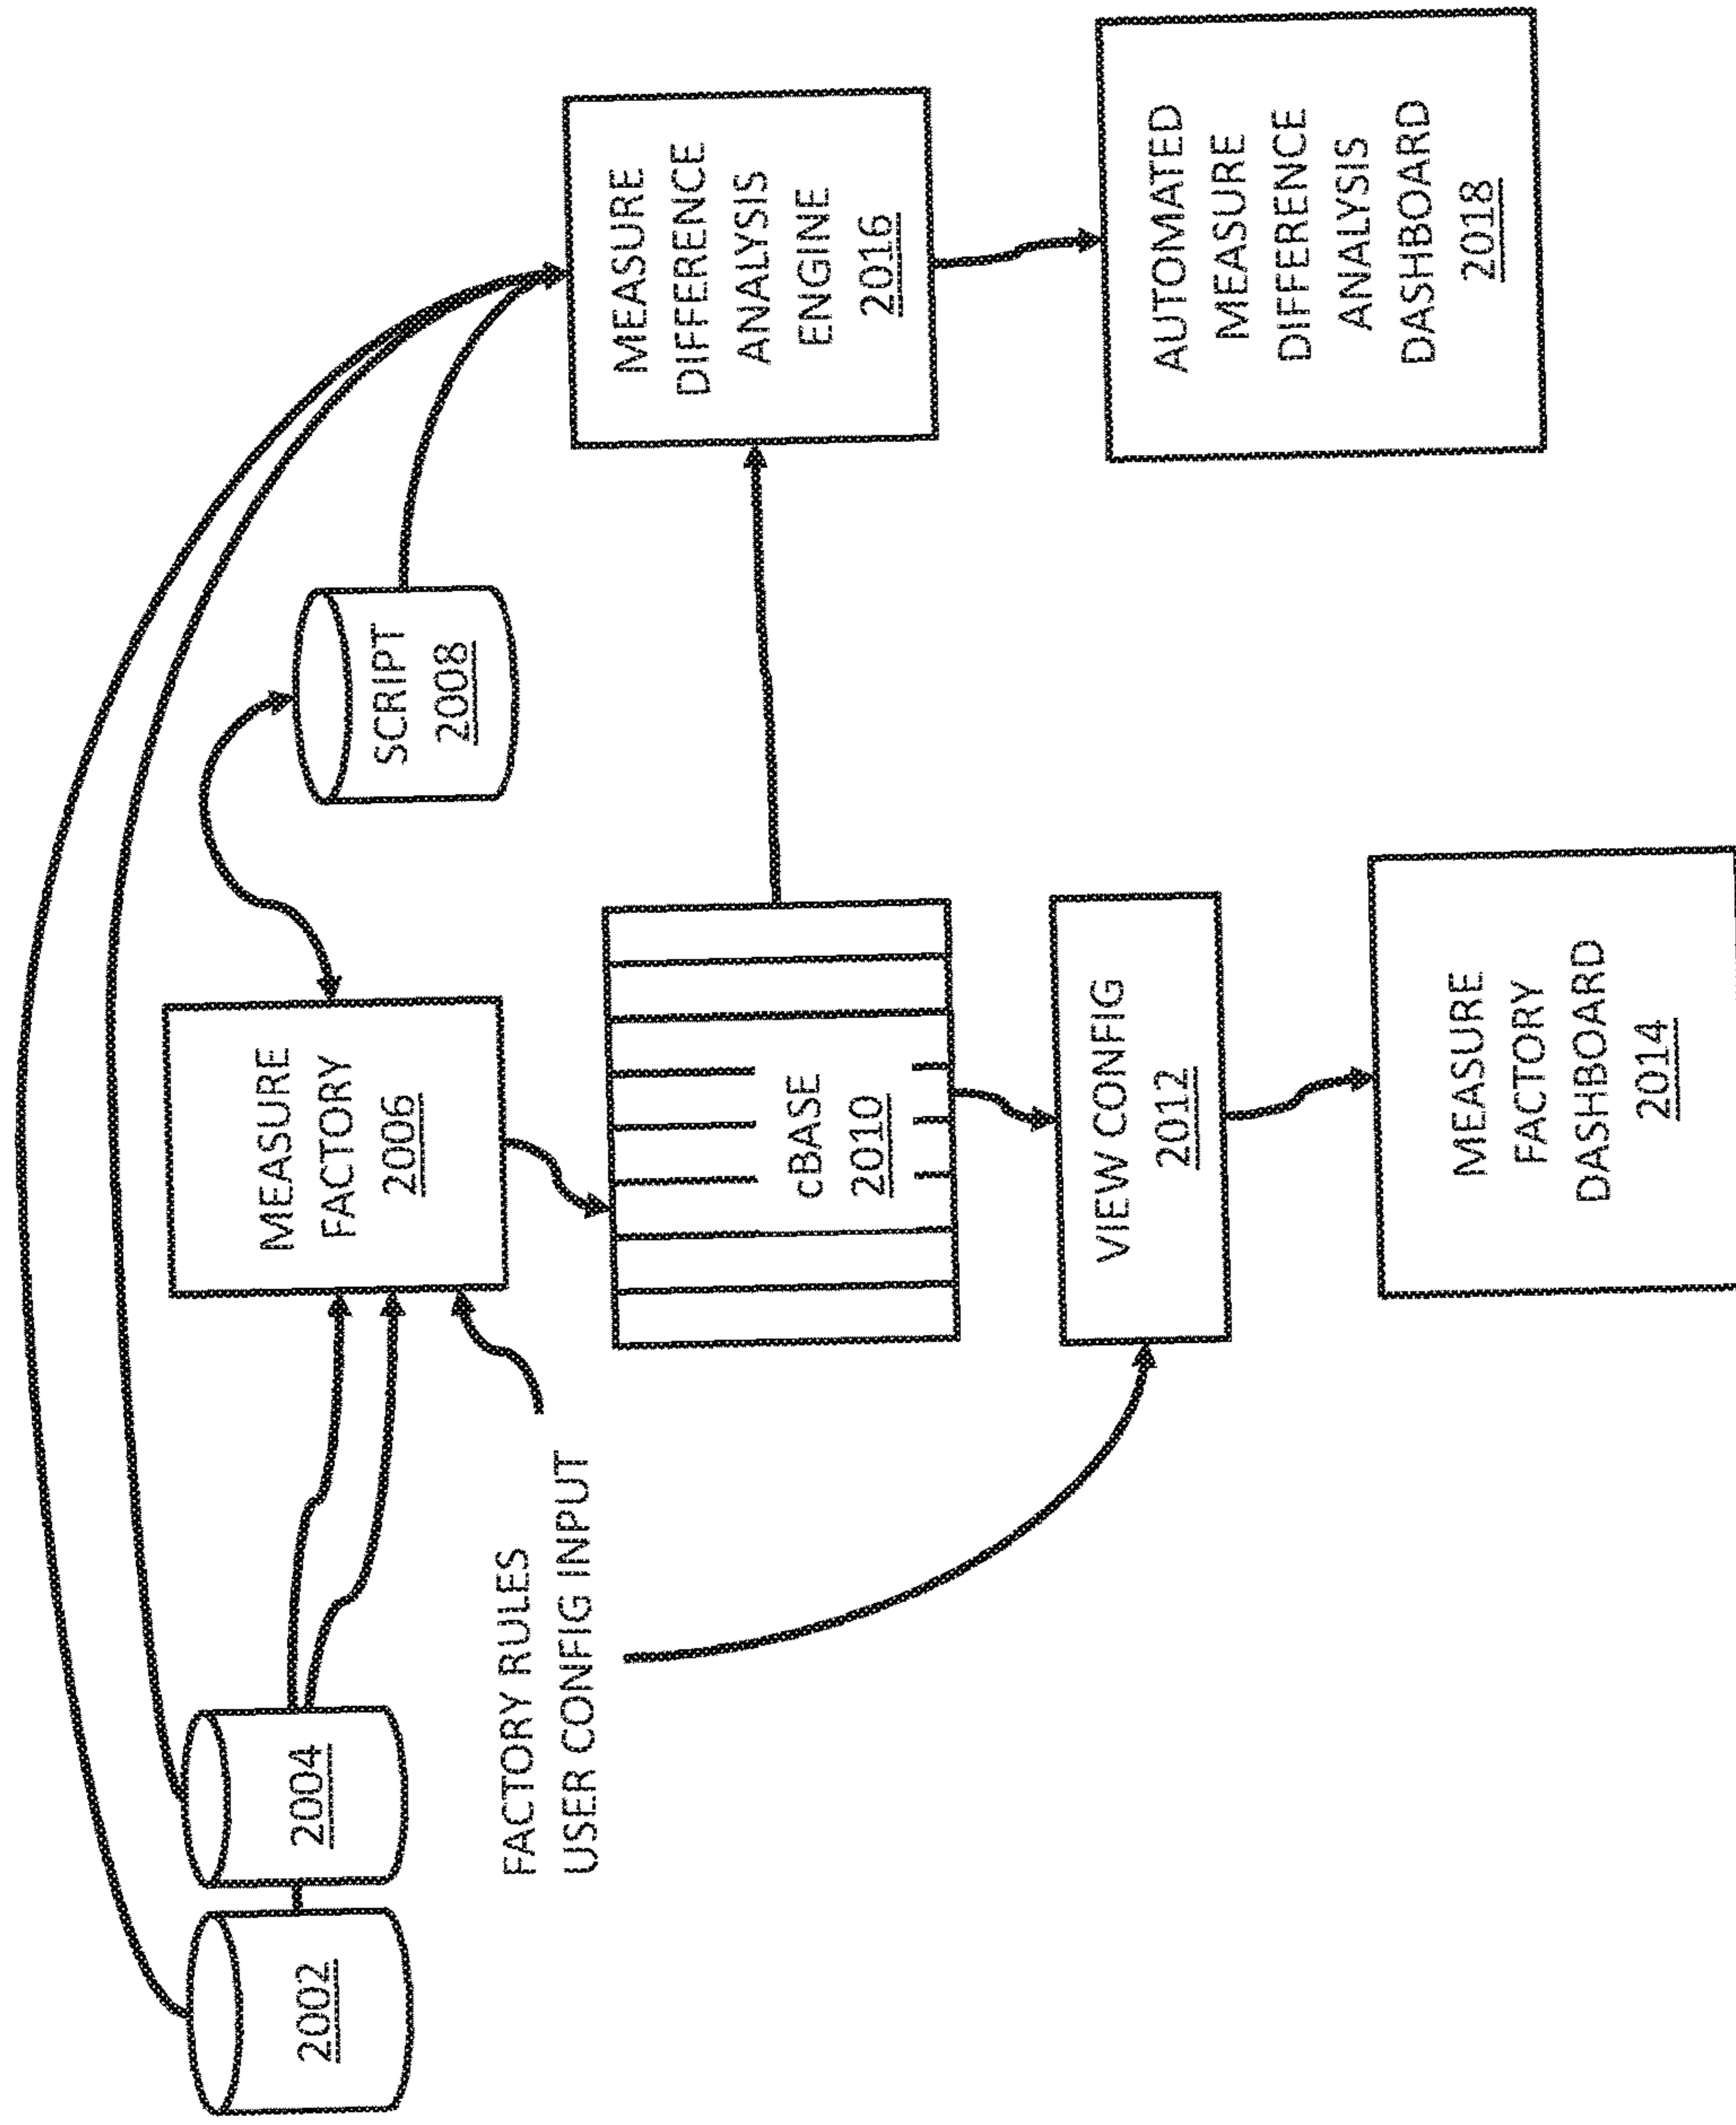 2002
2004
FACTORY RULES
USER CONFIG INPUT
MEASURE
FACTORY
2006
SCRIPT
2008
cBASE
2010
VIEW CONFIG
2012
MEASURE
FACTORY
DASHBOARD
2014
MEASURE
DIFFERENCE
ANALYSIS
ENGINE
2016
AUTOMATED
MEASURE
DIFFERENCE
ANALYSIS
DASHBOARD
2018